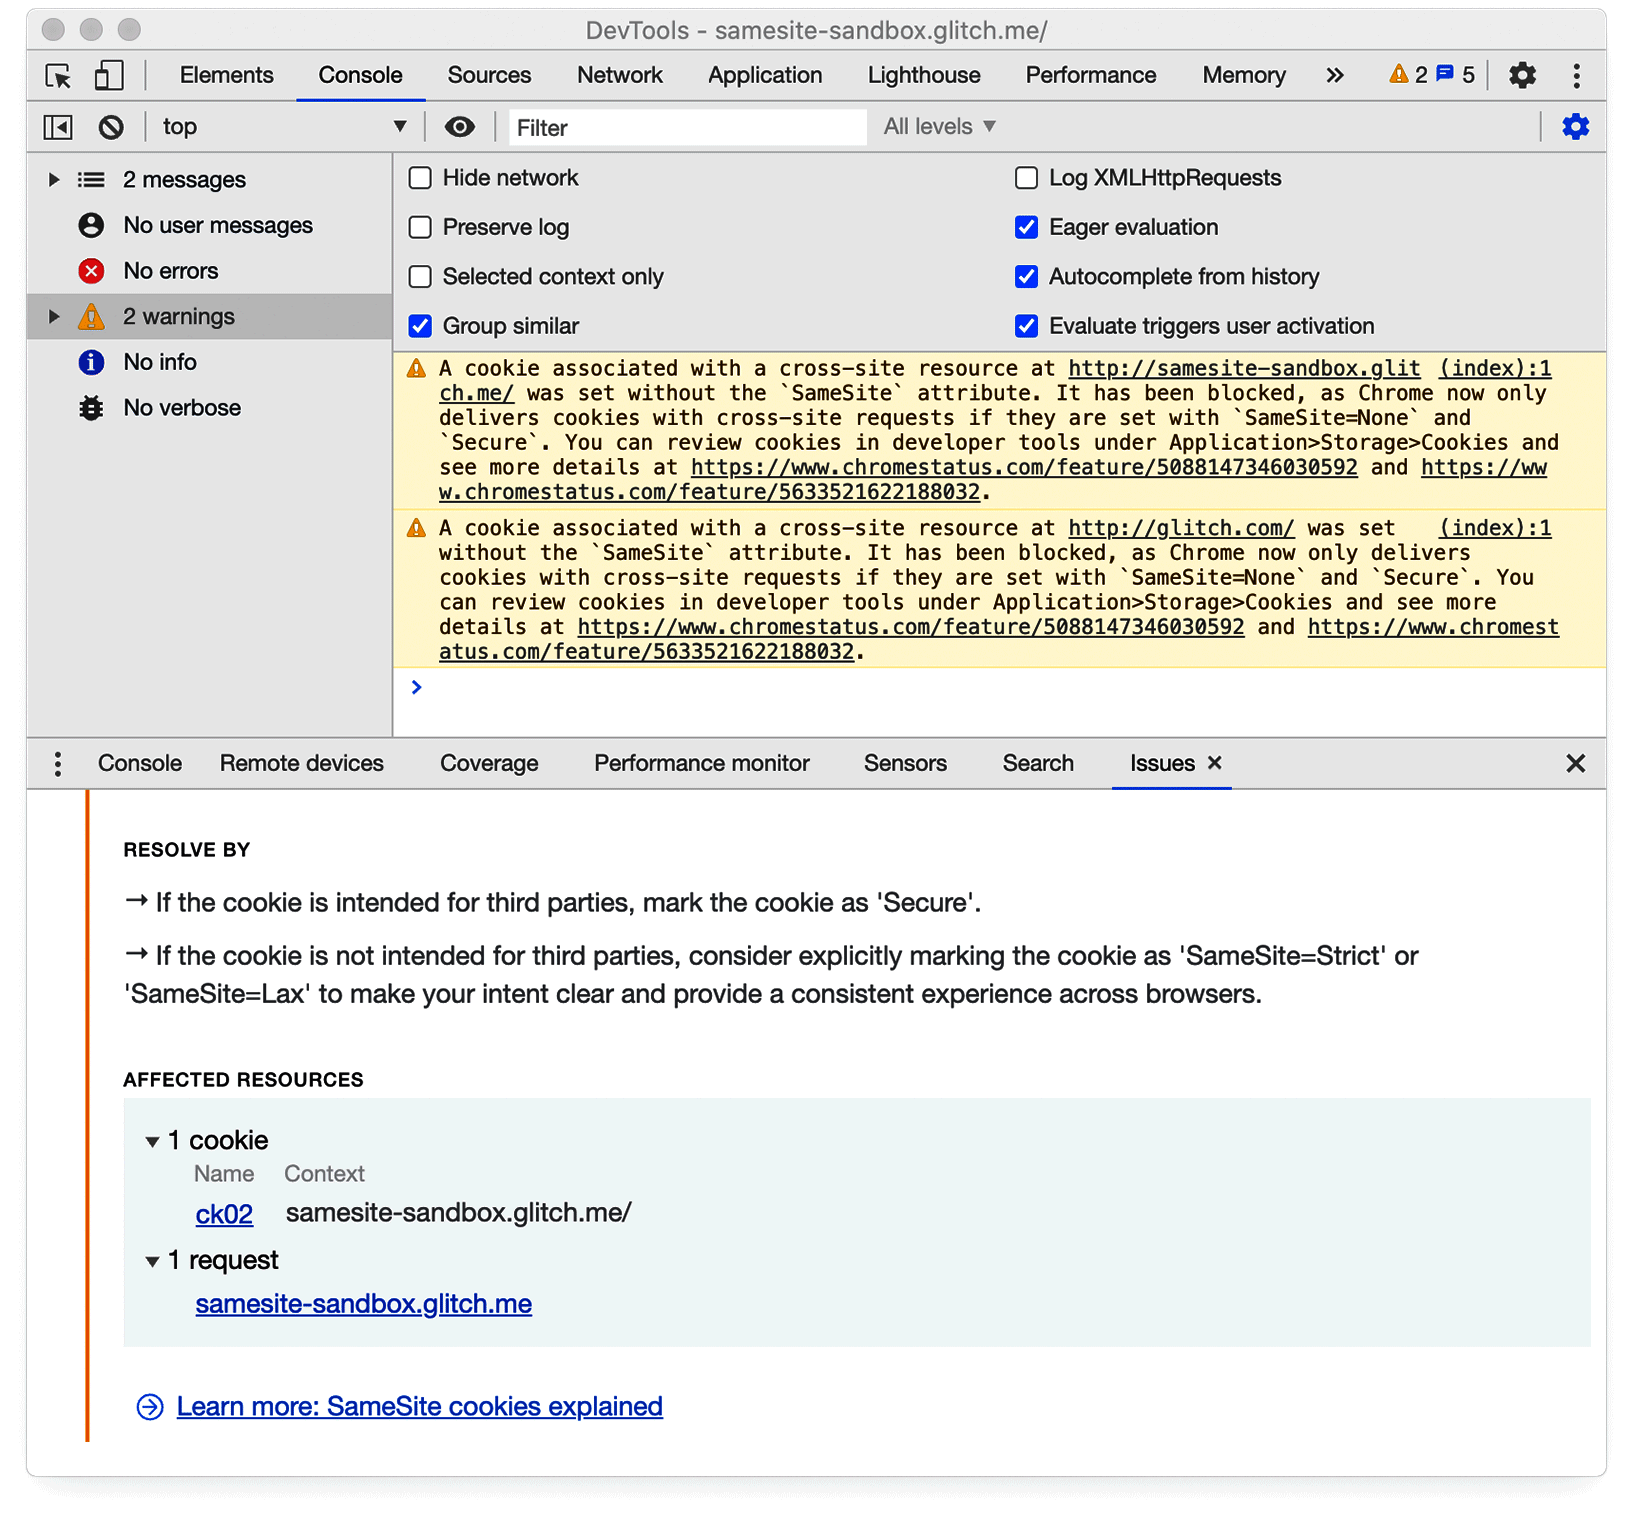 DevTools - samesite-sandbox.glitch.me/
Elements Console Sources Network Application Lighthouse Performance Memory » 2 5
top Filter All levels
2 messages
No user messages
No errors
2 warnings
No info
No verbose
Hide network
Log XMLHttpRequests
Preserve log
Eager evaluation
Selected context only
Autocomplete from history
Group similar
Evaluate triggers user activation
A cookie associated with a cross-site resource at http://samesite-sandbox.glit (index):1
ch.me/ was set without the `SameSite` attribute. It has been blocked, as Chrome now only
delivers cookies with cross-site requests if they are set with `SameSite=None` and
`Secure`. You can review cookies in developer tools under Application>Storage>Cookies and
see more details at https://www.chromestatus.com/feature/5088147346030592 and https://ww
w.chromestatus.com/feature/5633521622188032.
A cookie associated with a cross-site resource at http://glitch.com/ was set (index):1
without the `SameSite` attribute. It has been blocked, as Chrome now only delivers
cookies with cross-site requests if they are set with `SameSite=None` and `Secure`. You
can review cookies in developer tools under Application>Storage>Cookies and see more
details at https://www.chromestatus.com/feature/5088147346030592 and https://www.chromest
atus.com/feature/5633521622188032.
>
Console Remote devices Coverage Performance monitor Sensors Search Issues
RESOLVE BY
→ If the cookie is intended for third parties, mark the cookie as 'Secure'.
→ If the cookie is not intended for third parties, consider explicitly marking the cookie as 'SameSite=Strict' or
'SameSite=Lax' to make your intent clear and provide a consistent experience across browsers.
AFFECTED RESOURCES
1 cookie
Name Context
ck02 samesite-sandbox.glitch.me/
1 request
samesite-sandbox.glitch.me
Learn more: SameSite cookies explained